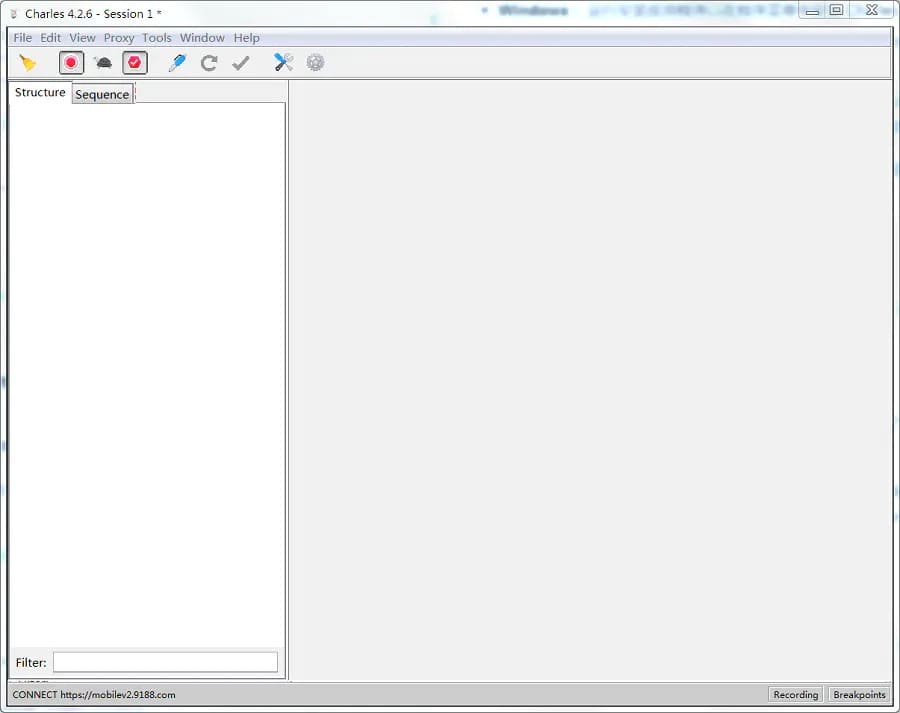 Charles 4.2.6 - Session 1 *
Windows
File Edit View Proxy Tools Window Help
Structure Sequence
Filter:
CONNECT https://mobilev2.9188.com
Recording Breakpoints